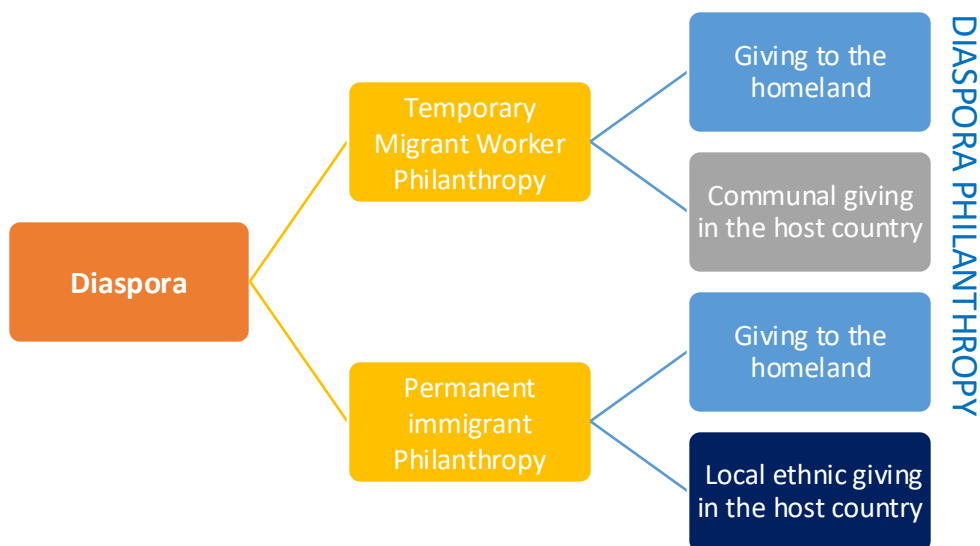 Diaspora
Temporary
Migrant Worker
Philanthropy
Permanent
immigrant
Philanthropy
Giving to the
homeland
Communal giving
in the host country
Giving to the
homeland
Local ethnic giving
in the host country
DIASPORA PHILANTHROPY